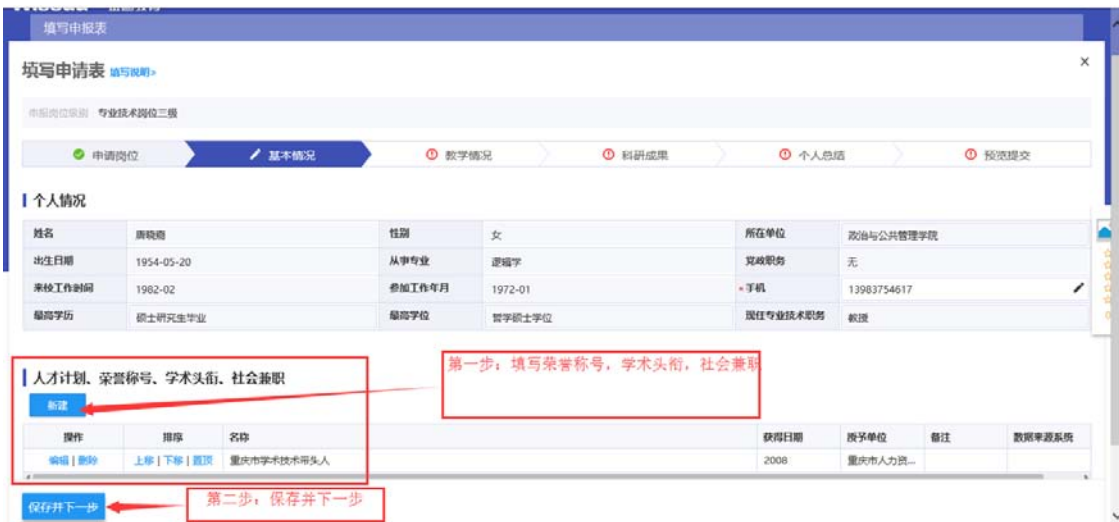 填写申报表
填写申请表 填写说明»
申报岗位级别 专业技术岗位三级
申请岗位 基本情况 教学情况 科研成果 个人总结 预览提交
个人情况
姓名 唐晓嘉 性别 女 所在单位 政治与公共管理学院
出生日期 1954-05-20 从事专业 逻辑学 党政职务 无
来校工作时间 1982-02 参加工作年月 1972-01 *手机 13983754617
最高学历 硕士研究生毕业 最高学位 哲学硕士学位 现任专业技术职务 教授
第一步：填写荣誉称号，学术头衔，社会兼职
人才计划、荣誉称号、学术头衔、社会兼职
新建
操作 排序 名称 获得日期 授予单位 备注 数据来源系统
编辑 | 删除 上移 | 下移 | 置顶 重庆市学术技术带头人 2008 重庆市人力资...
保存并下一步 第二步：保存并下一步